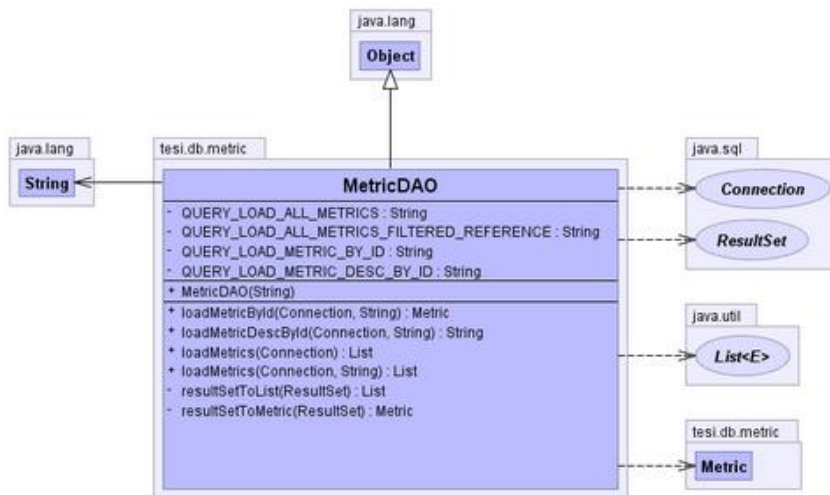 java.lang
Object
java.lang
String
tesi.db.metric
MetricDAO
- QUERY_LOAD_ALL_METRICS : String
- QUERY_LOAD_ALL_METRICS_FILTERED_REFERENCE : String
- QUERY_LOAD_METRIC_BY_ID : String
- QUERY_LOAD_METRIC_DESC_BY_ID : String
+ MetricDAO(String)
+ loadMetricById(Connection, String) : Metric
+ loadMetricDescById(Connection, String) : String
+ loadMetrics(Connection) : List
+ loadMetrics(Connection, String) : List
- resultSetToList(ResultSet) : List
- resultSetToMetric(ResultSet) : Metric
java.sql
Connection
ResultSet
java.util
List<E>
tesi.db.metric
Metric